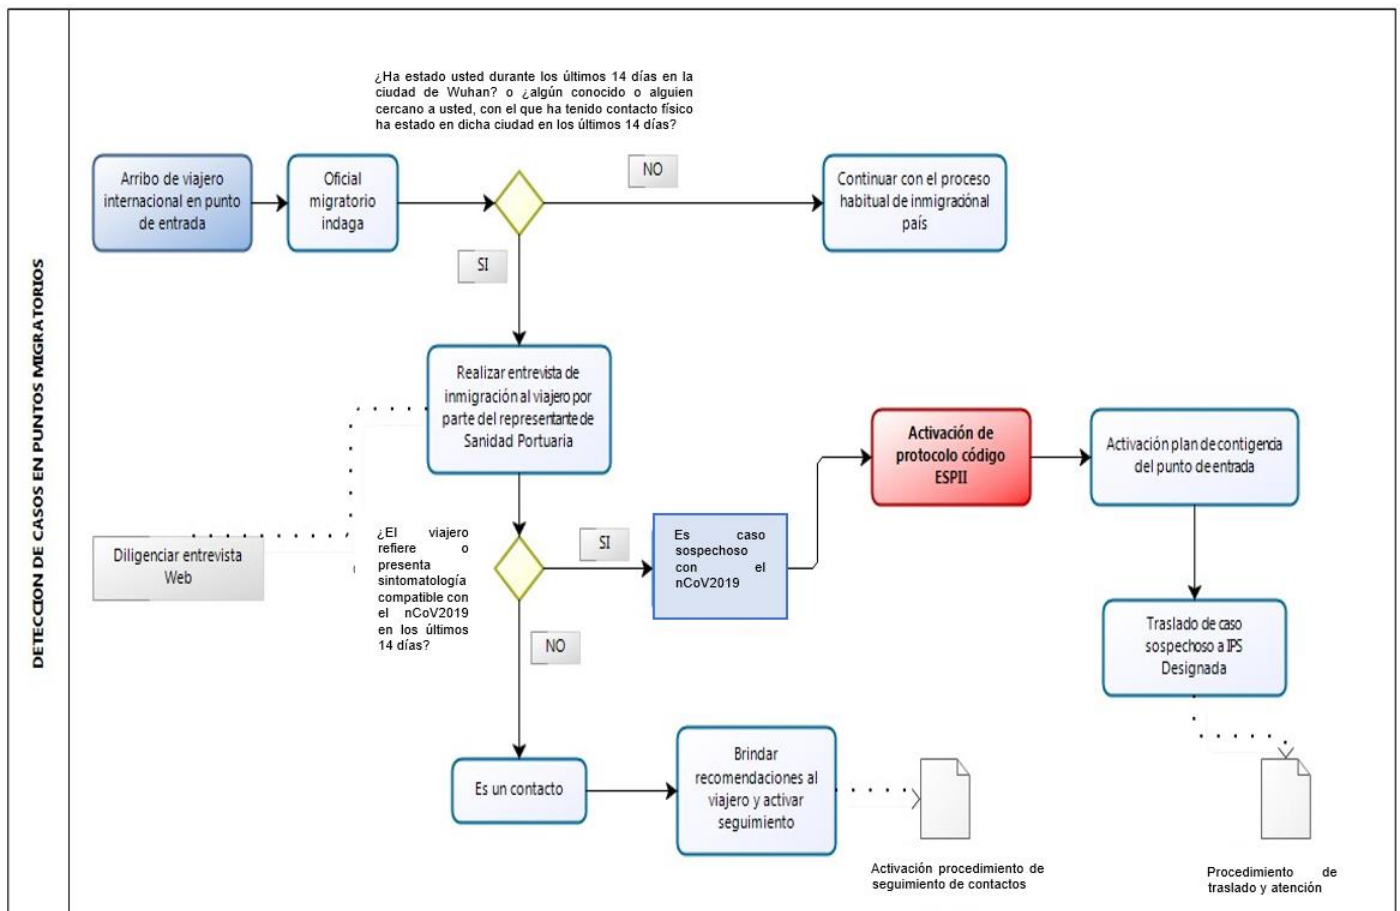 DETECCION DE CASOS EN PUNTOS MIGRATORIOS
¿Ha estado usted durante los últimos 14 días en la
ciudad de Wuhan? o ¿algún conocido o alguien
cercano a usted, con el que ha tenido contacto físico
ha estado en dicha ciudad en los últimos 14 días?
Arribo de viajero
internacional en punto
de entrada
Oficial
migratorio
indaga
NO
Continuar con el proceso
habitual de inmigraciónal
país
SI
Realizar entrevista de
inmigración al viajero por
parte del representante de
Sanidad Portuaria
Diligenciar entrevista
Web
¿El viajero
refiere o
presenta
sintomatología
compatible con
el nCoV2019
en los últimos
14 días?
SI
Es caso
sospechoso
con el
nCoV2019
Activación de
protocolo código
ESPII
Activación plan de contigencia
del punto de entrada
Traslado de caso
sospechoso a IPS
Designada
NO
Es un contacto
Brindar
recomendaciones al
viajero y activar
seguimiento
Activación procedimiento de
seguimiento de contactos
Procedimiento de
traslado y atención